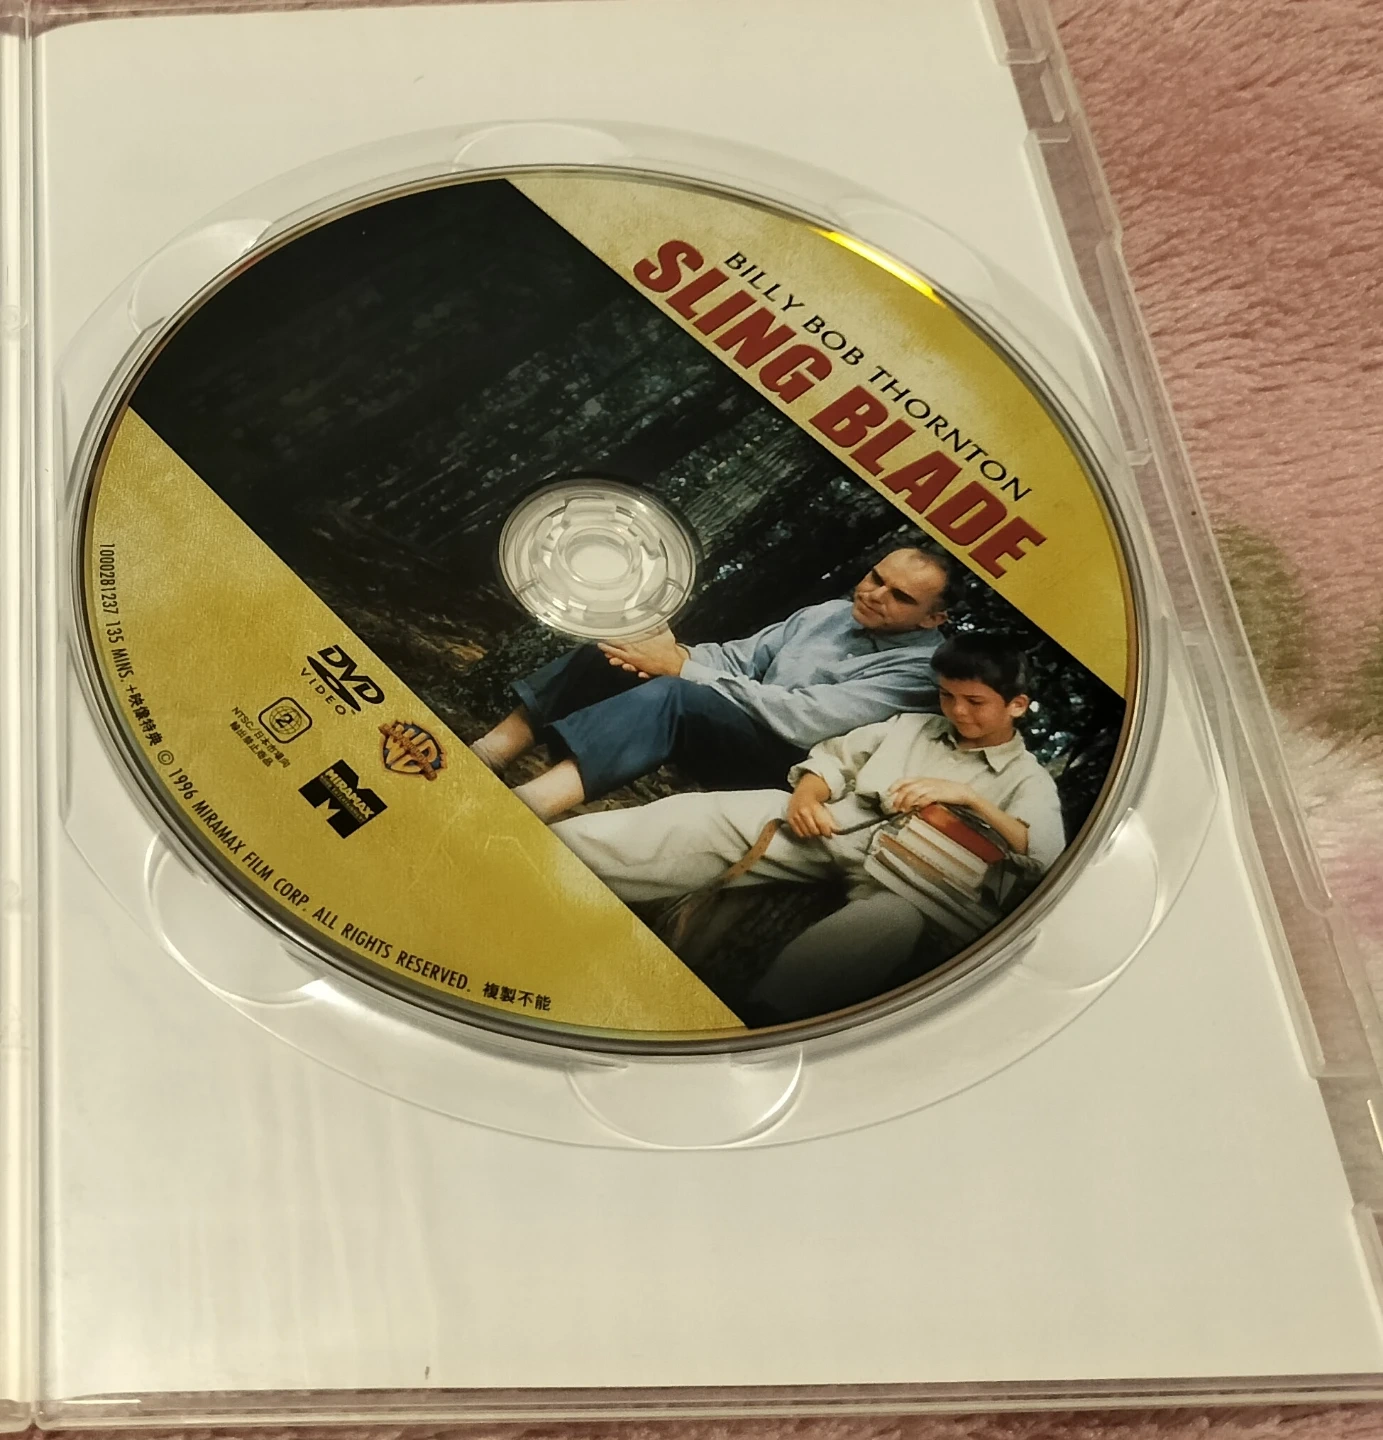 BILLY BOB THORNTON
SLING BLADE
DVD
VIDEO™
2
NTSC/日本市場向
輸出禁止商品
MIRAMAX
1000281237 135 MINS. +映像特典 © 1996 MIRAMAX FILM CORP. ALL RIGHTS RESERVED. 複製不能